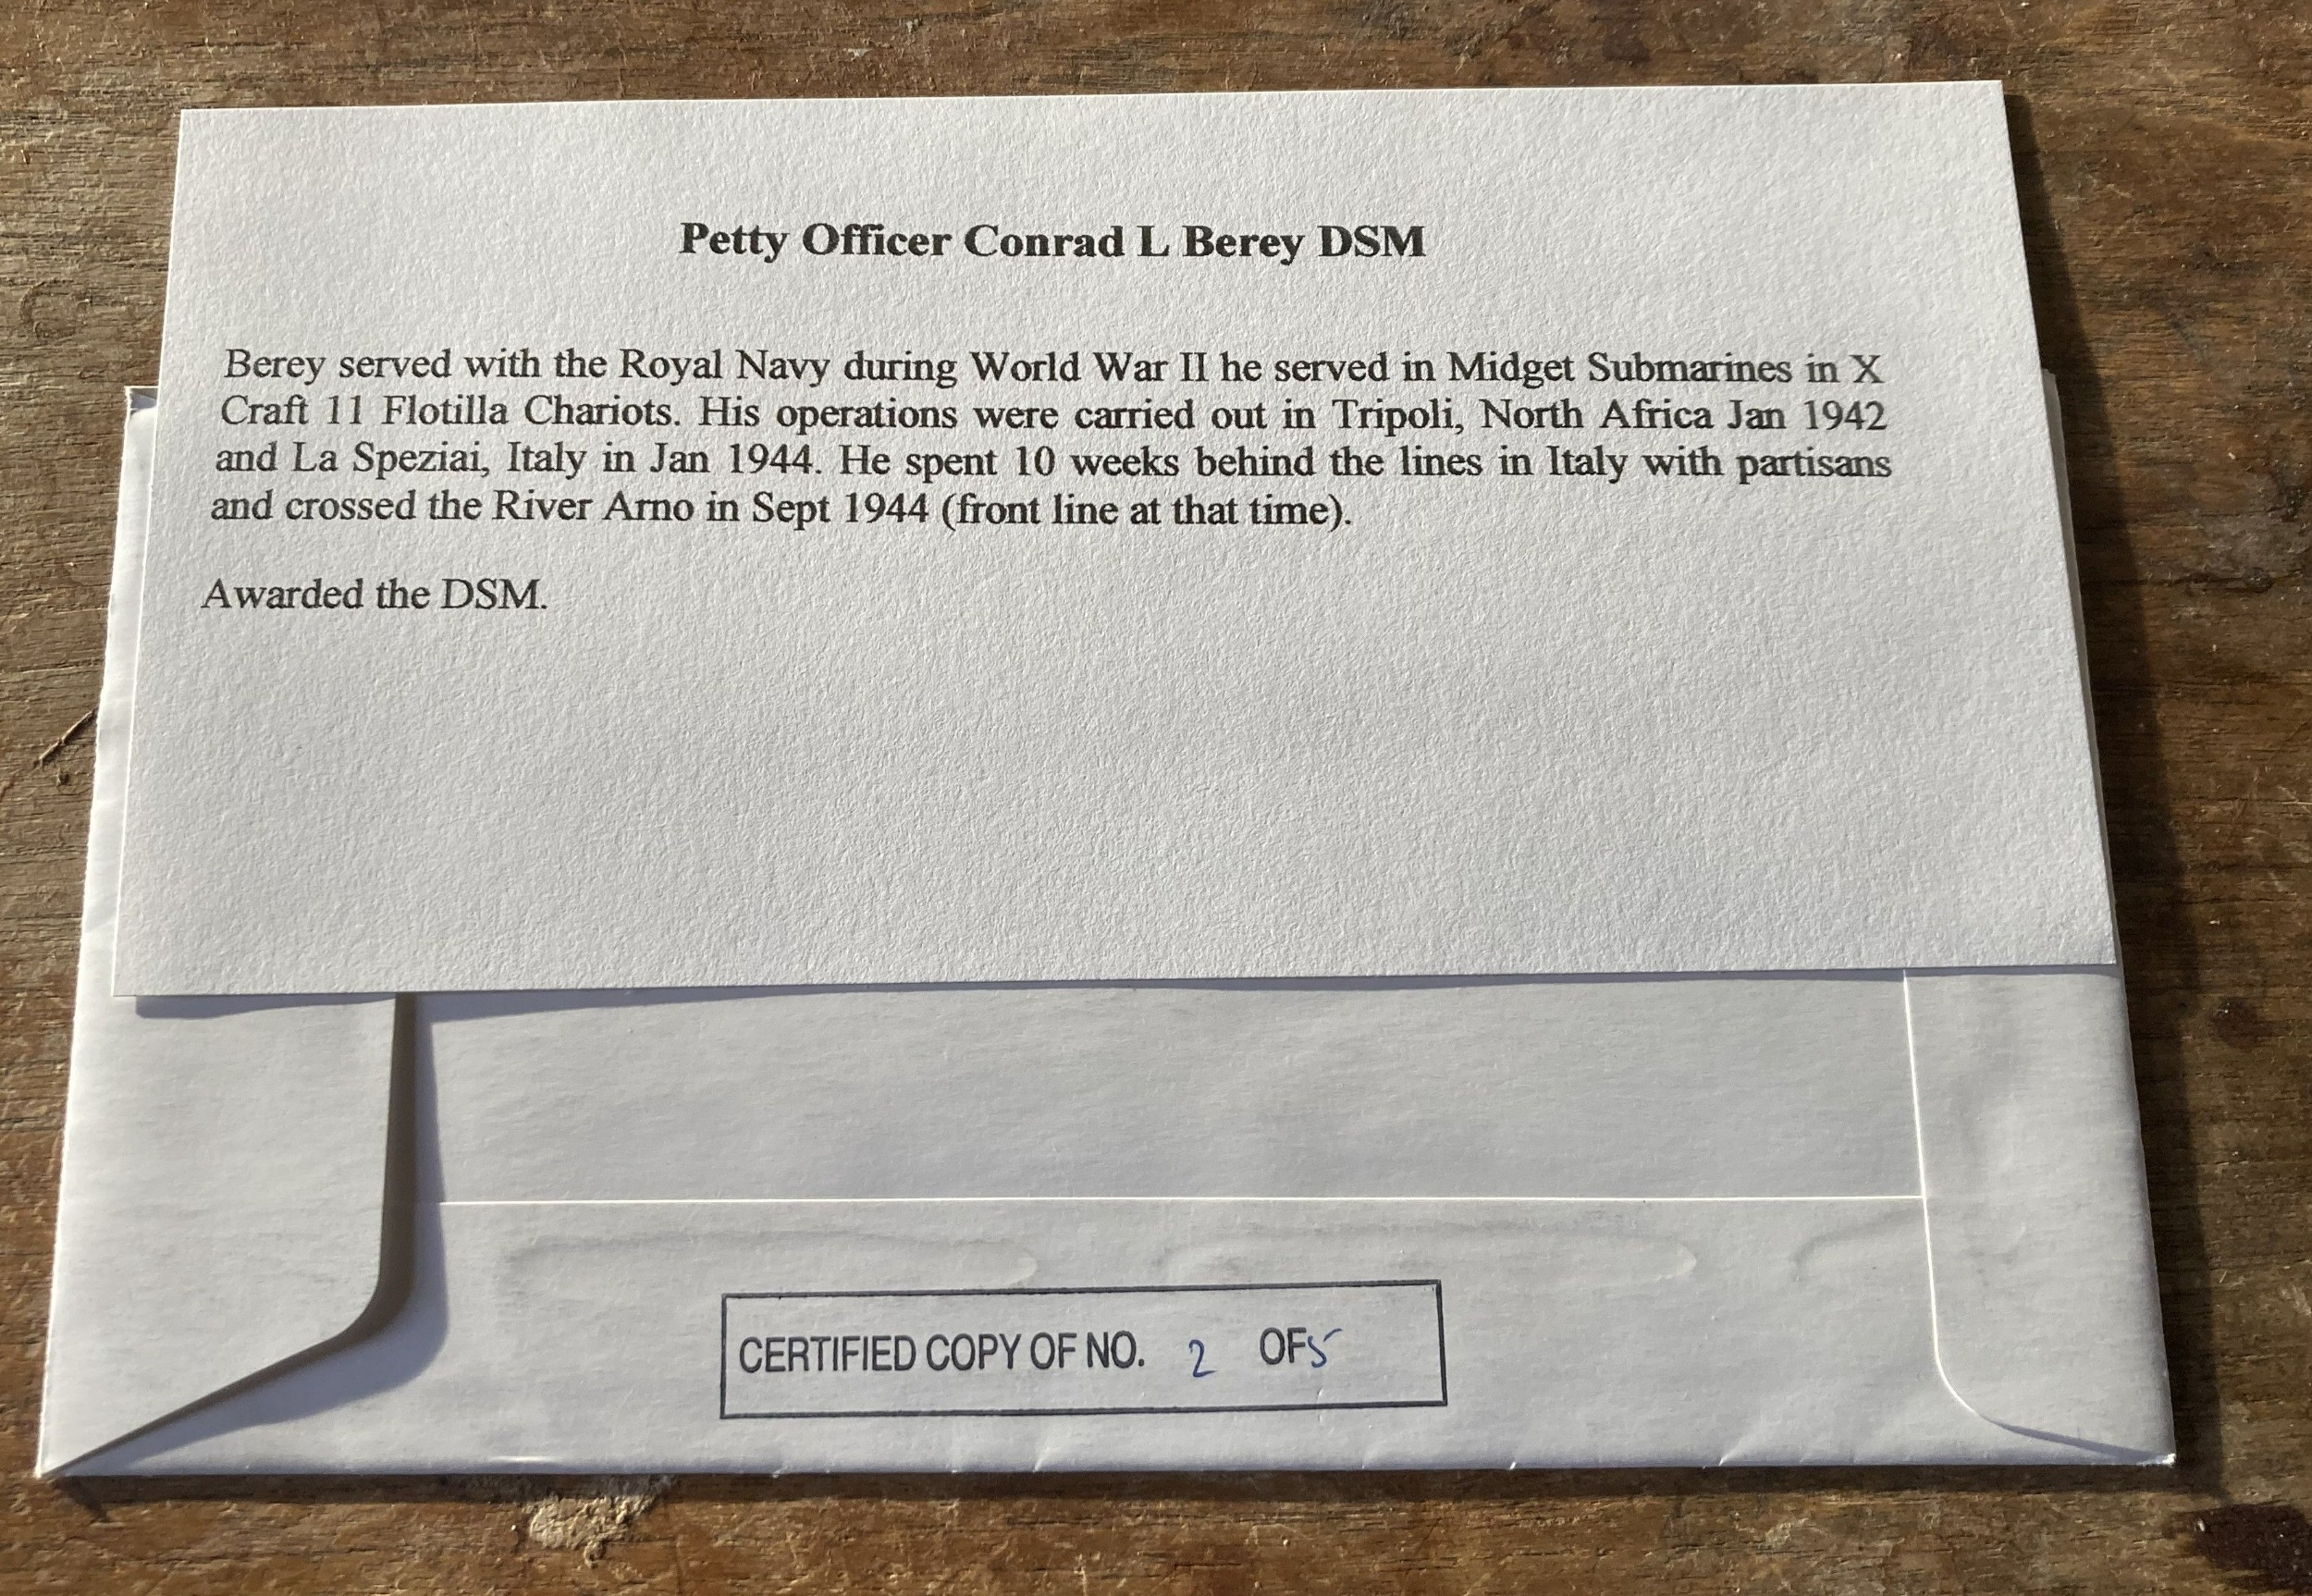 Petty Officer Conrad L Berey DSM
Berey served with the Royal Navy during World War II he served in Midget Submarines in X
Craft 11 Flotilla Chariots. His operations were carried out in Tripoli, North Africa Jan 1942
and La Speziai, Italy in Jan 1944. He spent 10 weeks behind the lines in Italy with partisans
and crossed the River Arno in Sept 1944 (front line at that time).
Awarded the DSM.
CERTIFIED COPY OF NO. 2 OF 5